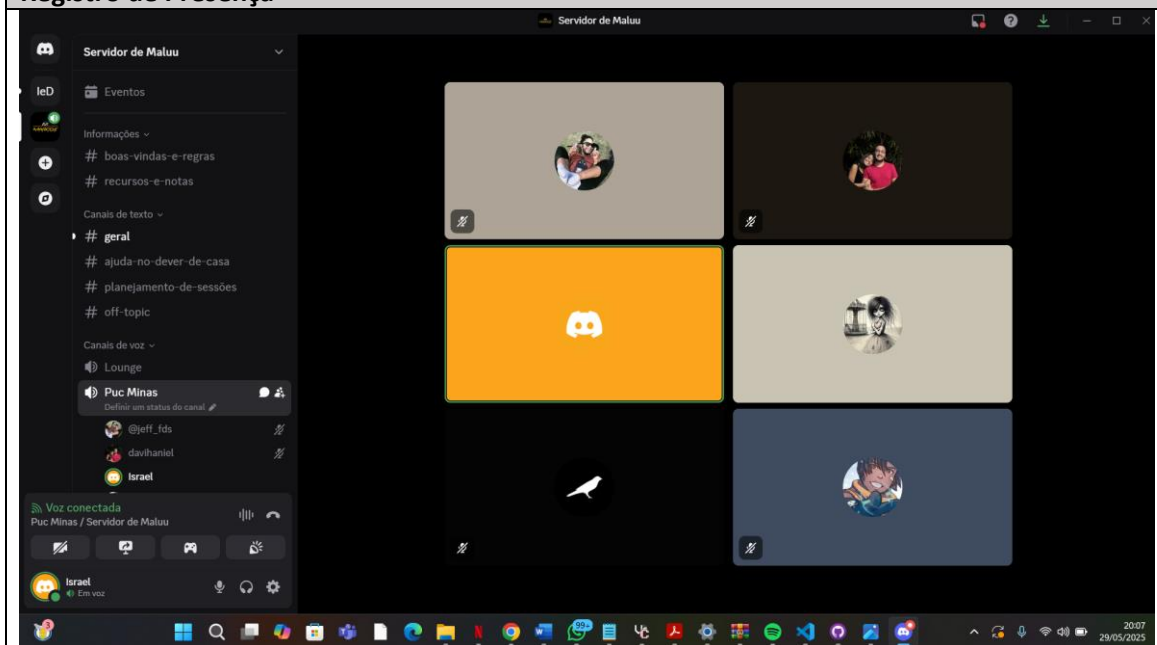 Registro de Presença
Servidor de Maluu
Servidor de Maluu
IeD
Eventos
Informações
# boas-vindas-e-regras
# recursos-e-notas
Canais de texto
# geral
# ajuda-no-dever-de-casa
# planejamento-de-sessões
# off-topic
Canais de voz
Lounge
Puc Minas
Definir um status do canal
@jeff_fds
davihaniel
Israel
Voz conectada
Puc Minas / Servidor de Maluu
Israel
Em voz
99+
20:07
29/05/2025